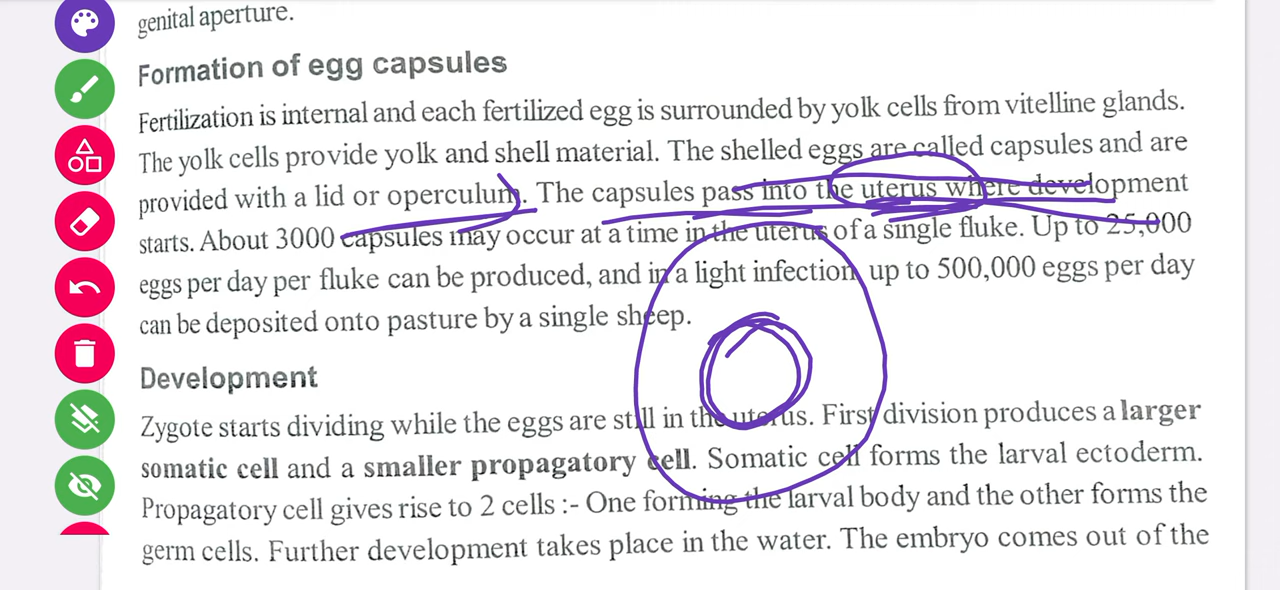 genital aperture.
Formation of egg capsules
Fertilization is internal and each fertilized egg is surrounded by yolk cells from vitelline glands.
The yolk cells provide yolk and shell material. The shelled eggs are called capsules and are
provided with a lid or operculum. The capsules pass into the uterus where development
starts. About 3000 capsules may occur at a time in the uterus of a single fluke. Up to 25,000
eggs per day per fluke can be produced, and in a light infection, up to 500,000 eggs per day
can be deposited onto pasture by a single sheep.
Development
Zygote starts dividing while the eggs are still in the uterus. First division produces a larger
somatic cell and a smaller propagatory cell. Somatic cell forms the larval ectoderm.
Propagatory cell gives rise to 2 cells :- One forming the larval body and the other forms the
germ cells. Further development takes place in the water. The embryo comes out of the